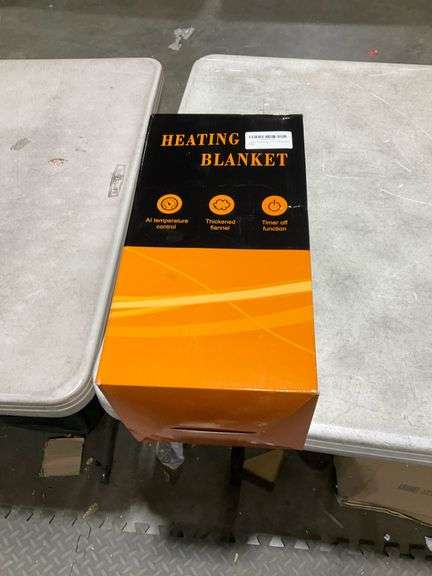 HEATING
BLANKET
AI temperature
control
Thickened
flannel
Timer off
function